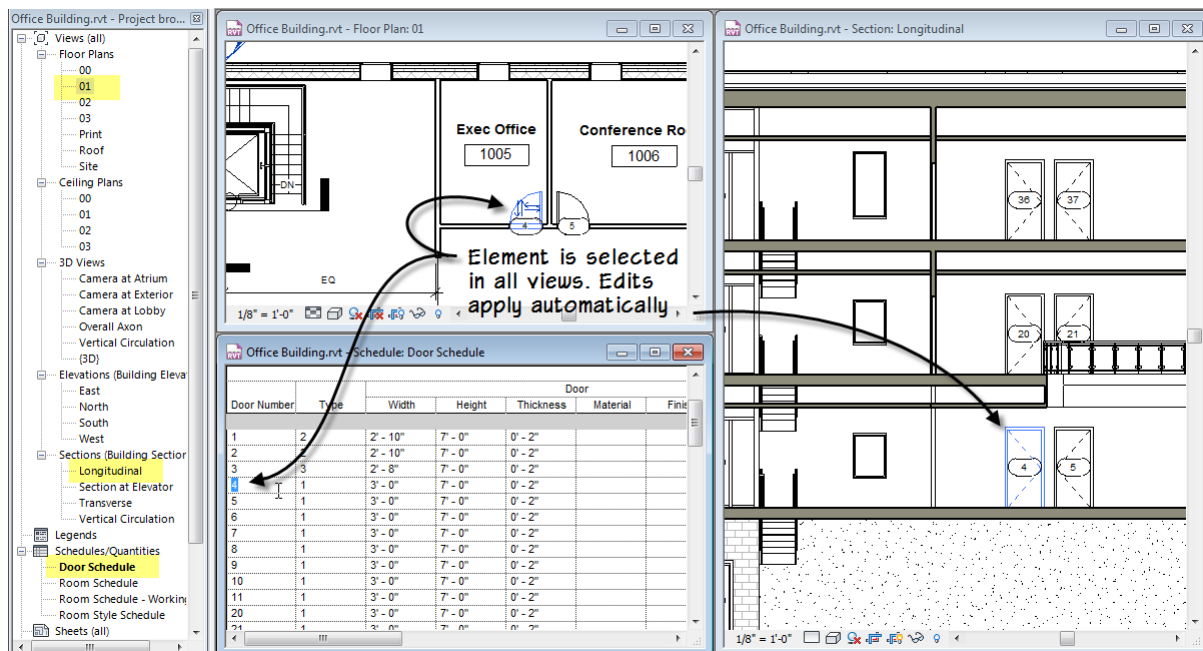 Office Building.rvt - Project bro...
Views (all)
Floor Plans
00
01
02
03
Print
Roof
Site
Ceiling Plans
00
01
02
03
3D Views
Camera at Atrium
Camera at Exterior
Camera at Lobby
Overall Axon
Vertical Circulation
{3D}
Elevations (Building Eleva
East
North
South
West
Sections (Building Section
Longitudinal
Section at Elevator
Transverse
Vertical Circulation
Legends
Schedules/Quantities
Door Schedule
Room Schedule
Room Schedule - Working
Room Style Schedule
Sheets (all)
Office Building.rvt - Floor Plan: 01
Exec Office
1005
Conference Ro
1006
DN
4
5
EQ
Element is selected
in all views. Edits
apply automatically
1/8" = 1'-0"
Office Building.rvt - Schedule: Door Schedule
Door
Door Number Type Width Height Thickness Material Finis
1 2 2' - 10" 7' - 0" 0' - 2"
2 2 2' - 10" 7' - 0" 0' - 2"
3 3 2' - 8" 7' - 0" 0' - 2"
4 1 3' - 0" 7' - 0" 0' - 2"
5 1 3' - 0" 7' - 0" 0' - 2"
6 1 3' - 0" 7' - 0" 0' - 2"
7 1 3' - 0" 7' - 0" 0' - 2"
8 1 3' - 0" 7' - 0" 0' - 2"
9 1 3' - 0" 7' - 0" 0' - 2"
10 1 3' - 0" 7' - 0" 0' - 2"
11 1 3' - 0" 7' - 0" 0' - 2"
20 1 3' - 0" 7' - 0" 0' - 2"
21 1 3' - 0" 7' - 0" 0' - 2"
Office Building.rvt - Section: Longitudinal
36 37
20 21
4 5
1/8" = 1'-0"